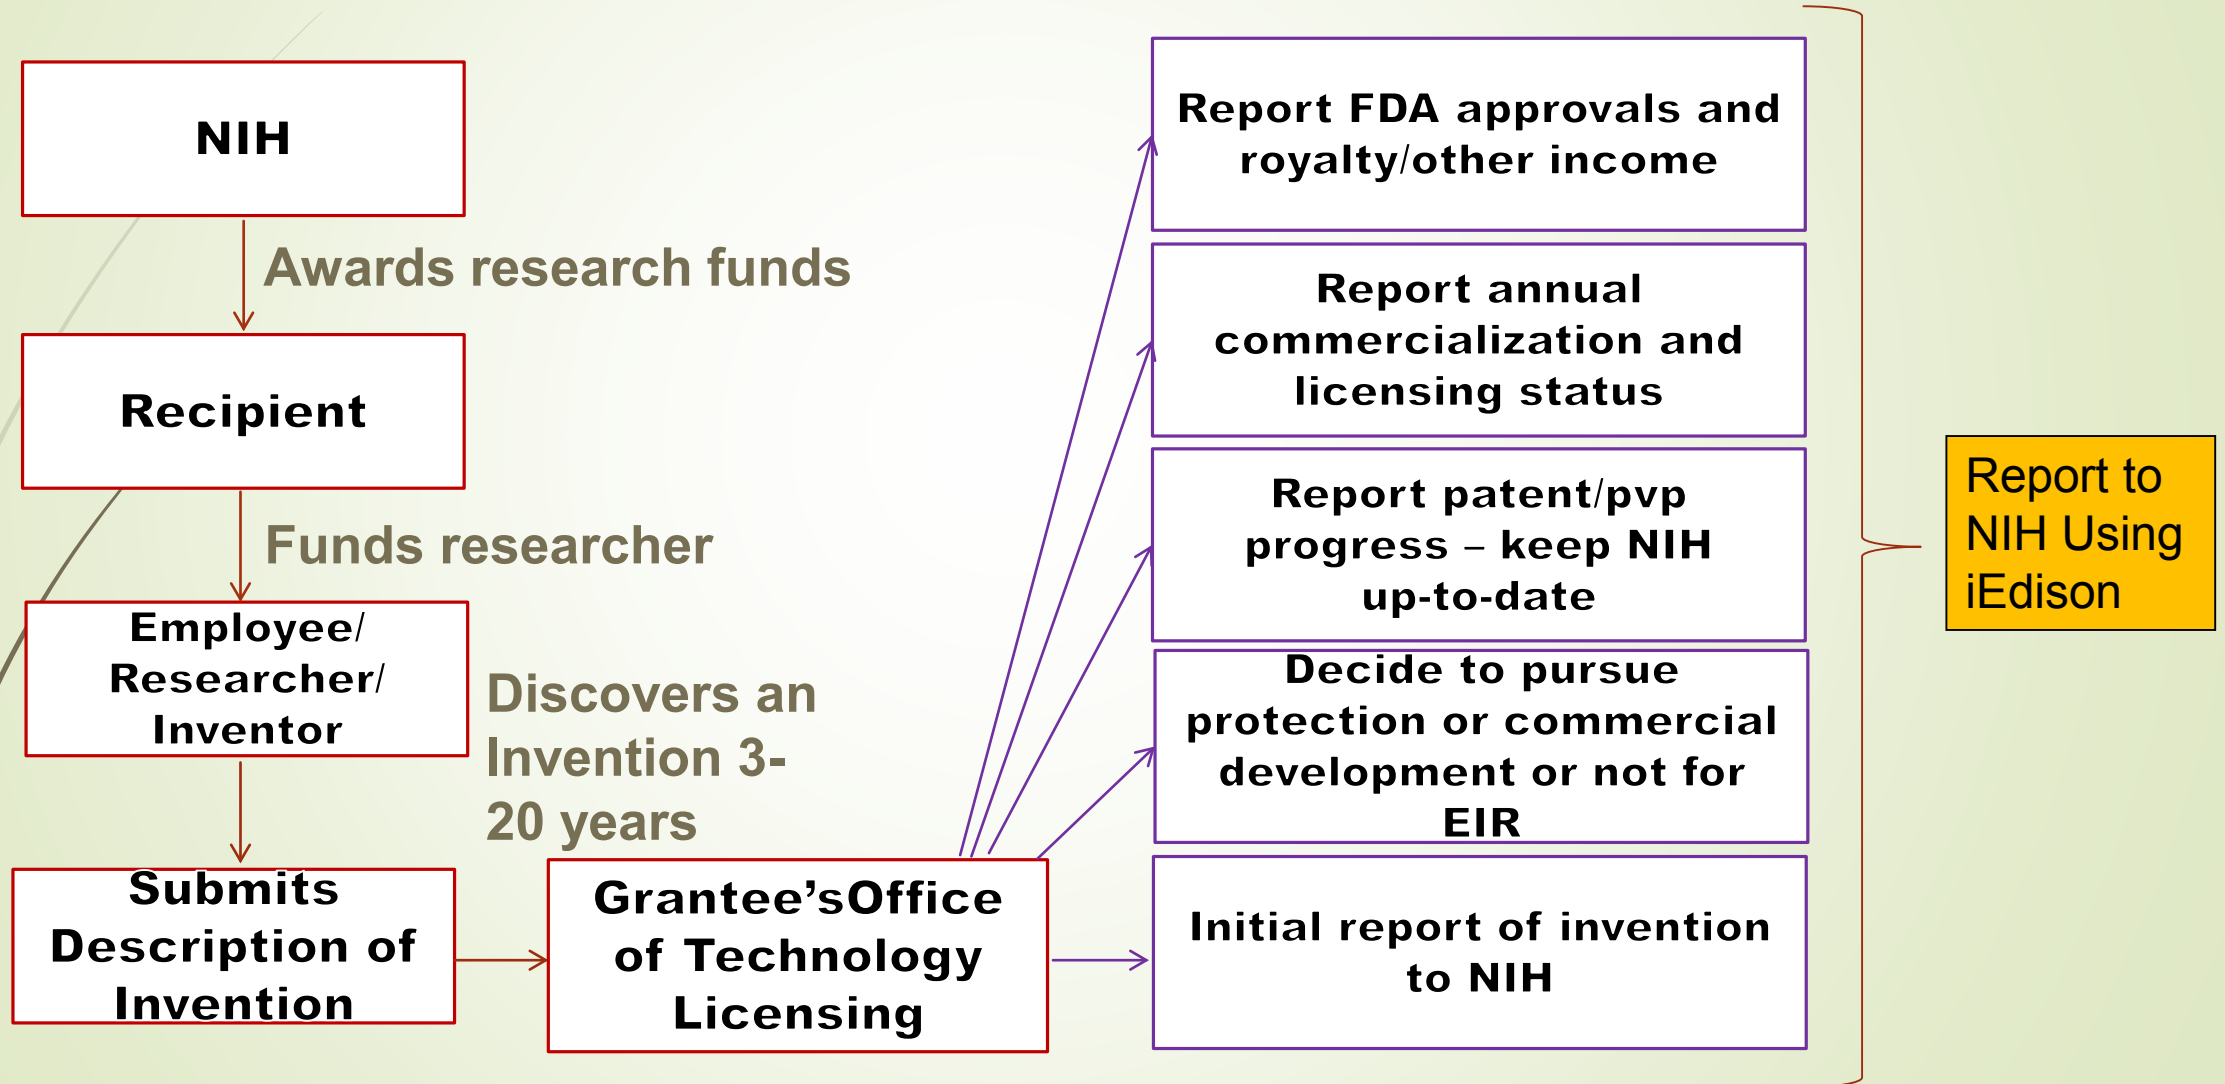 NIH
Awards research funds
Recipient
Funds researcher
Employee/
Researcher/
Inventor
Discovers an
Invention 3-
20 years
Submits
Description of
Invention
Grantee’sOffice
of Technology
Licensing
Report FDA approvals and
royalty/other income
Report annual
commercialization and
licensing status
Report patent/pvp
progress – keep NIH
up-to-date
Decide to pursue
protection or commercial
development or not for
EIR
Initial report of invention
to NIH
Report to
NIH Using
iEdison